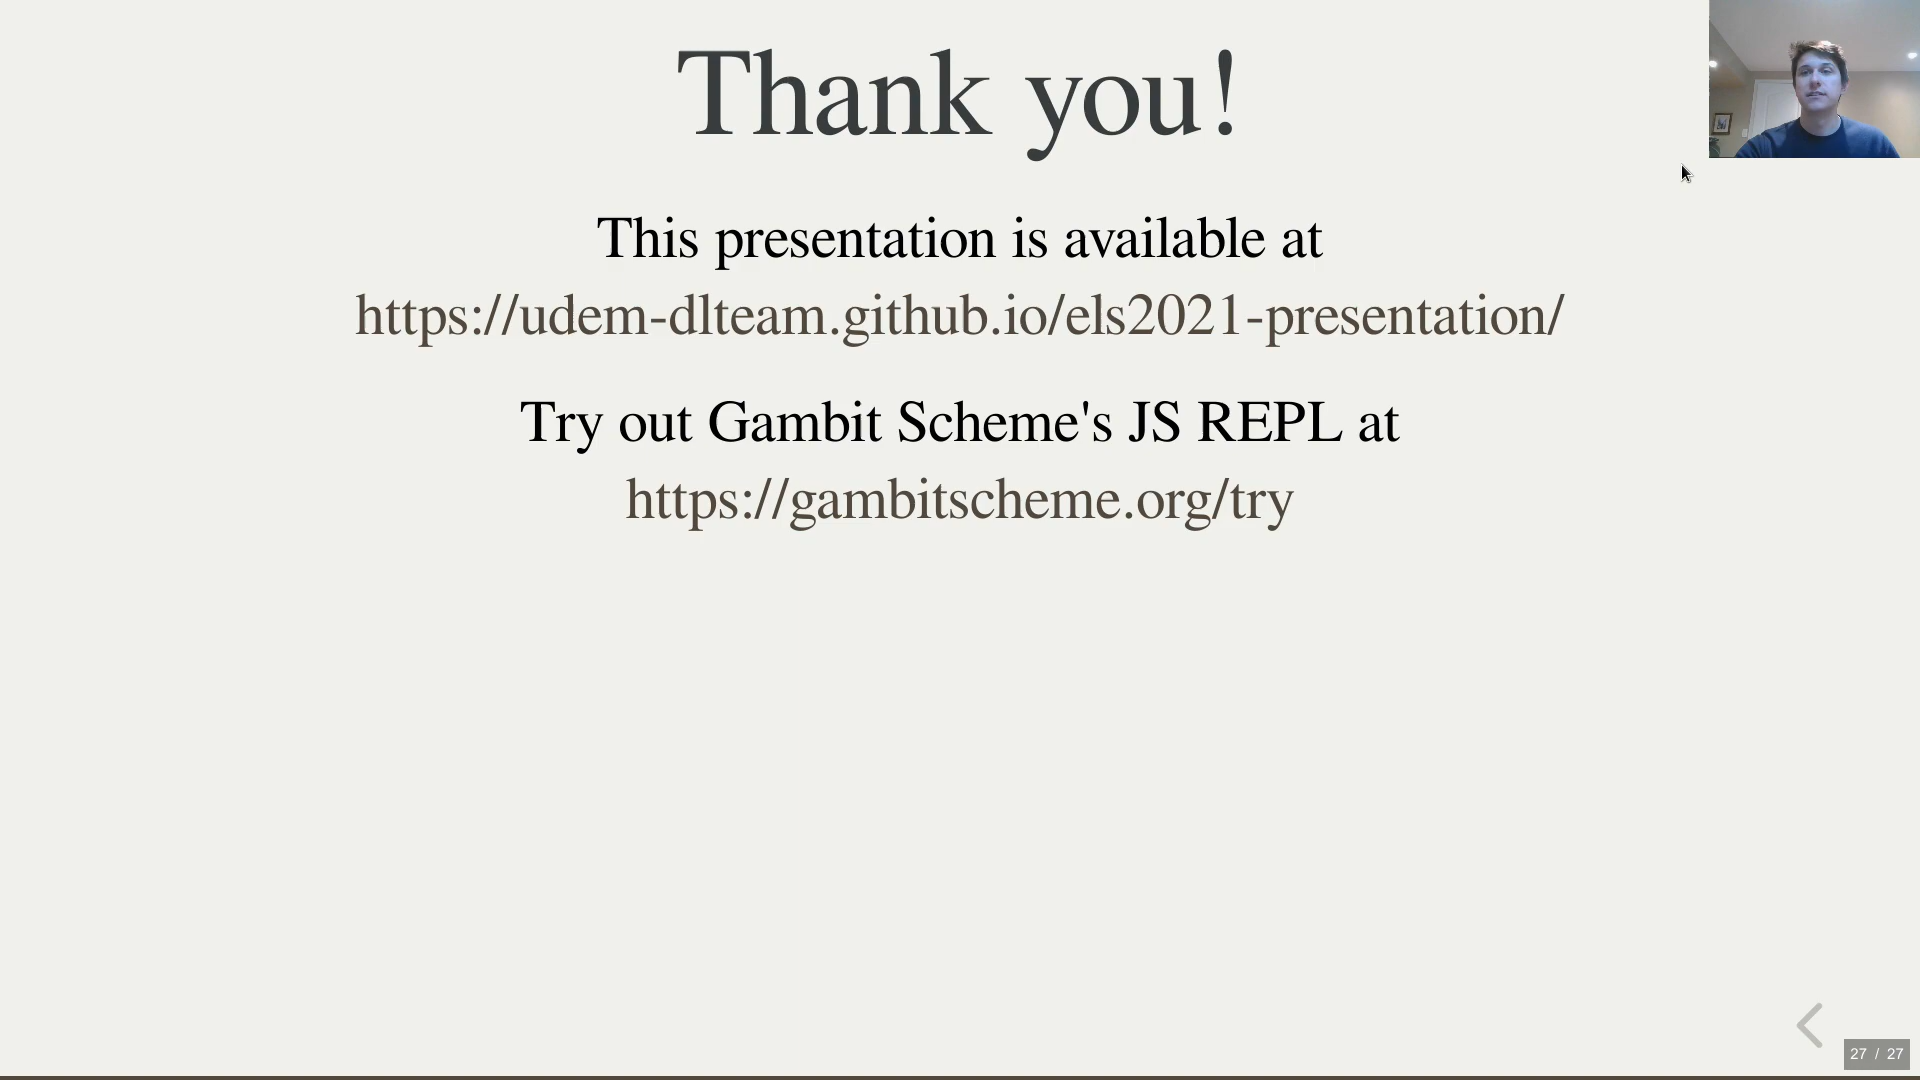 Thank you!
This presentation is available at
https://udem-dlteam.github.io/els2021-presentation/
Try out Gambit Scheme's JS REPL at
https://gambitscheme.org/try
27 / 27